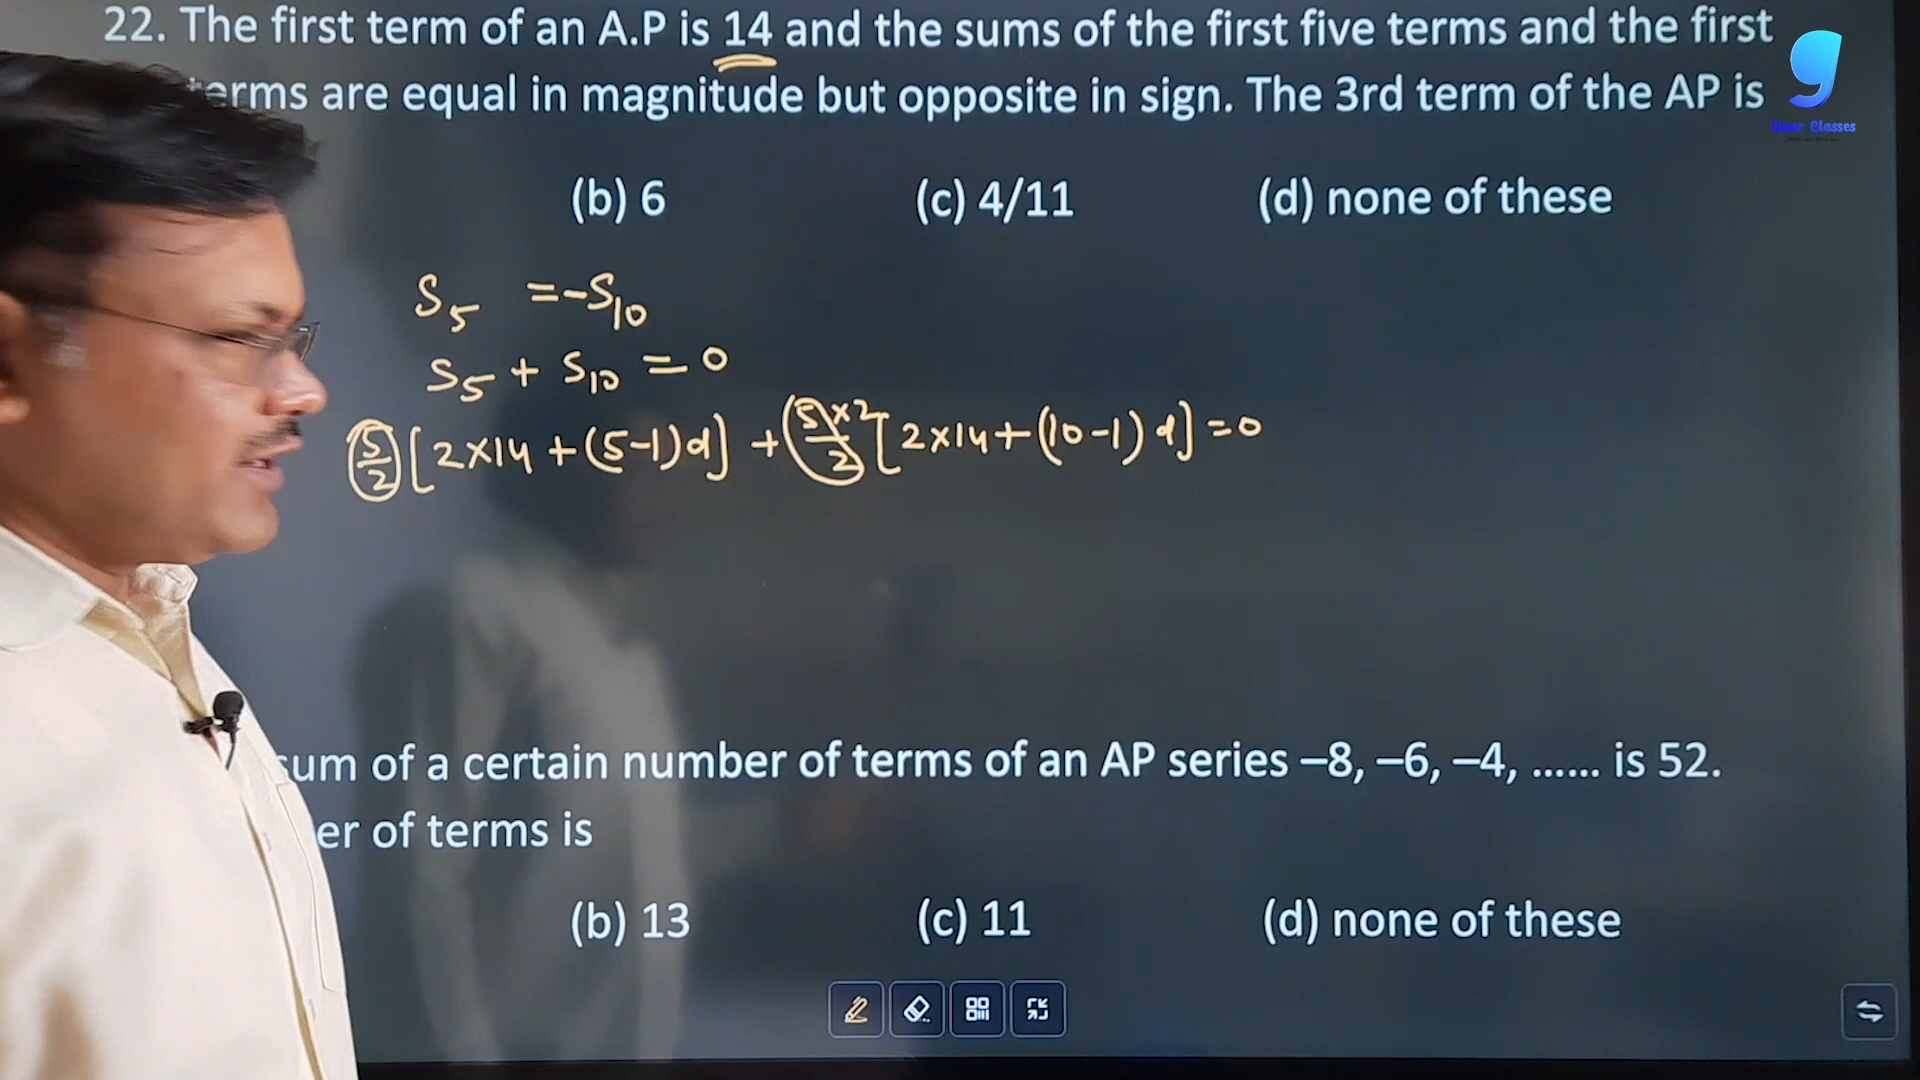 22. The first term of an A.P is 14 and the sums of the first five terms and the first
terms are equal in magnitude but opposite in sign. The 3rd term of the AP is
(b) 6 (c) 4/11 (d) none of these
S5 = -S10
S5 + S10 = 0
5/2 [2×14 + (5-1)d] + 5×2/2 [2×14 + (10-1)d] = 0
sum of a certain number of terms of an AP series –8, –6, –4, ...... is 52.
er of terms is
(b) 13 (c) 11 (d) none of these
g
Classes